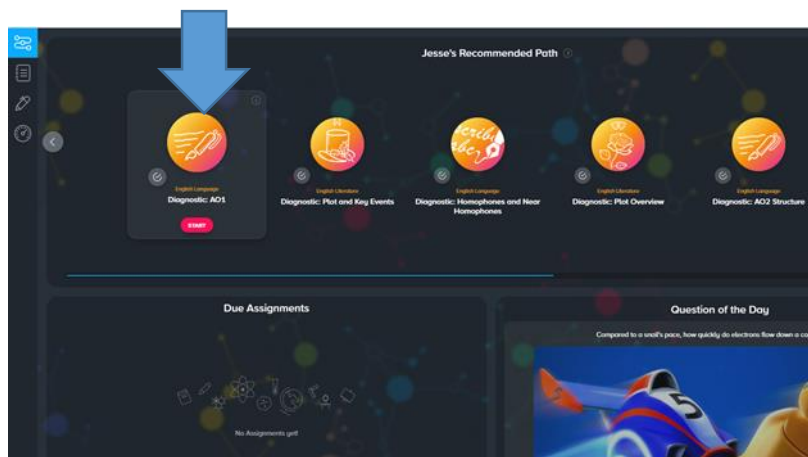 Jesse's Recommended Path
English Language
Diagnostic: AO1
START
English Literature
Diagnostic: Plot and Key Events
English Language
Diagnostic: Homophones and Near
Homophones
English Literature
Diagnostic: Plot Overview
English Language
Diagnostic: AO2 Structure
Due Assignments
No Assignments yet!
Question of the Day
Compared to a snail's pace, how quickly do electrons flow down a co
5